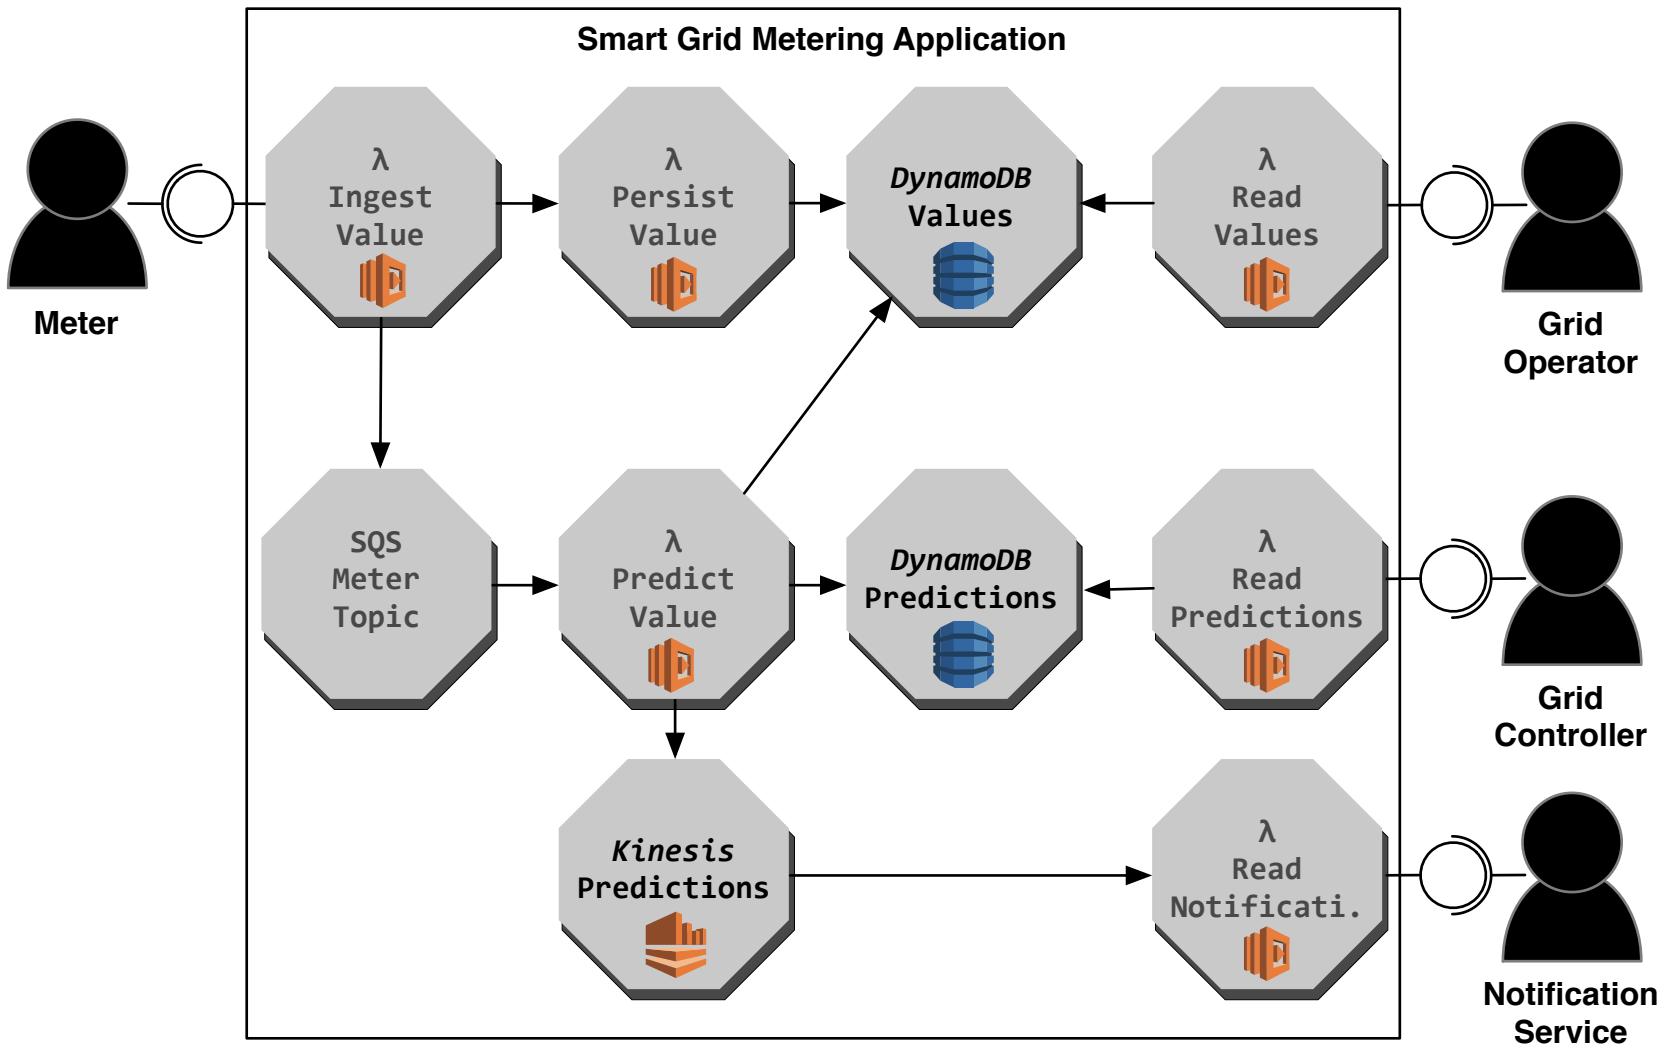 Smart Grid Metering Application
λ
Ingest
Value
λ
Persist
Value
DynamoDB
Values
λ
Read
Values
Meter
Grid
Operator
SQS
Meter
Topic
λ
Predict
Value
DynamoDB
Predictions
λ
Read
Predictions
Grid
Controller
Kinesis
Predictions
λ
Read
Notificati.
Notification
Service